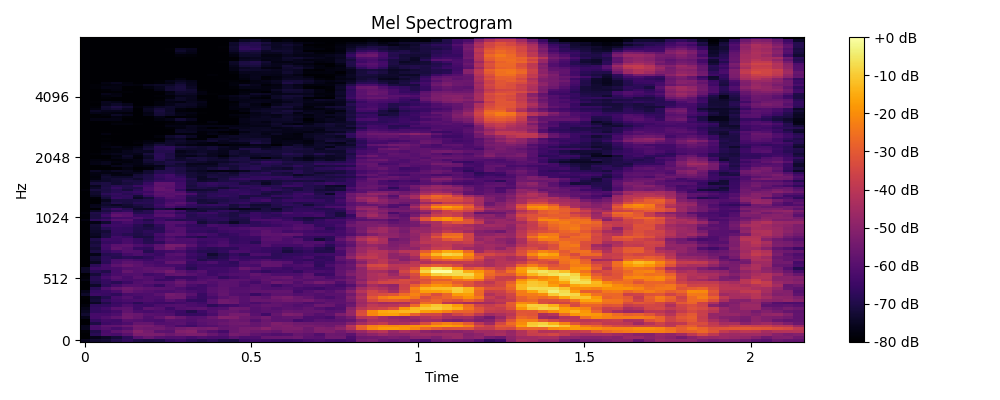 Mel Spectrogram
Hz
4096
2048
1024
512
0
0
0.5
1
1.5
2
Time
+0 dB
-10 dB
-20 dB
-30 dB
-40 dB
-50 dB
-60 dB
-70 dB
-80 dB